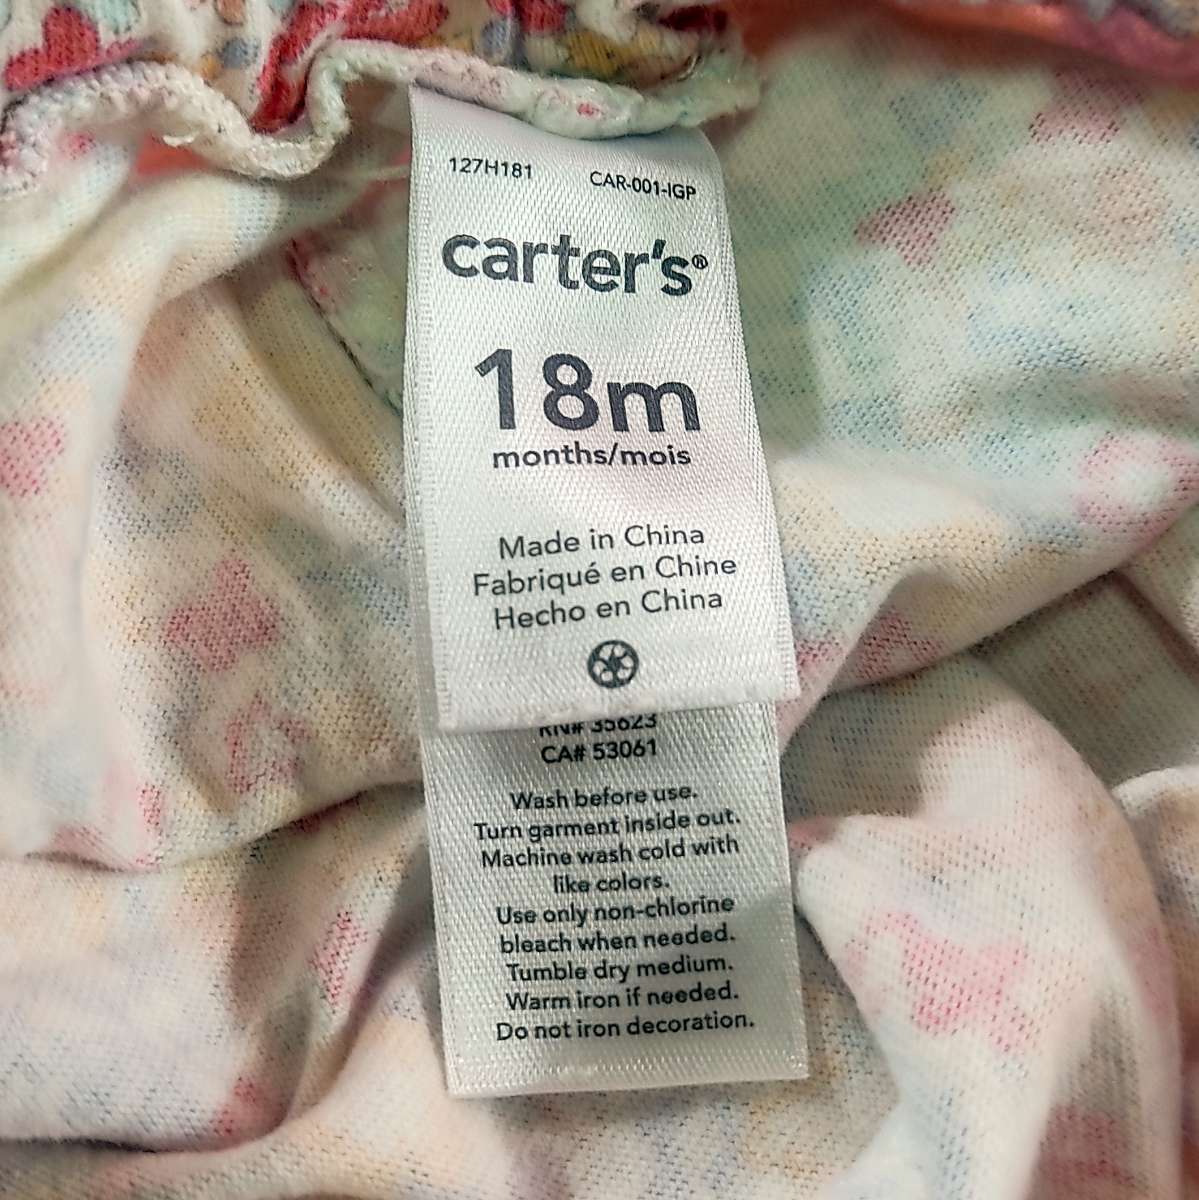 127H181 CAR-001-IGP
carter's®
18m
months/mois
Made in China
Fabriqué en Chine
Hecho en China
RN# 35623
CA# 53061
Wash before use.
Turn garment inside out.
Machine wash cold with
like colors.
Use only non-chlorine
bleach when needed.
Tumble dry medium.
Warm iron if needed.
Do not iron decoration.